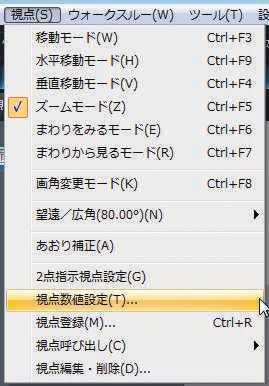 視点(S) ウォークスルー(W) ツール(T) 設
移動モード(W) Ctrl+F3
水平移動モード(H) Ctrl+F9
垂直移動モード(V) Ctrl+F4
ズームモード(Z) Ctrl+F5
まわりをみるモード(E) Ctrl+F6
まわりから見るモード(R) Ctrl+F7
画角変更モード(K) Ctrl+F8
望遠／広角(80.00°)(N)
あおり補正(A)
2点指示視点設定(G)
視点数値設定(T)...
視点登録(M)... Ctrl+R
視点呼び出し(C)
視点編集・削除(D)...